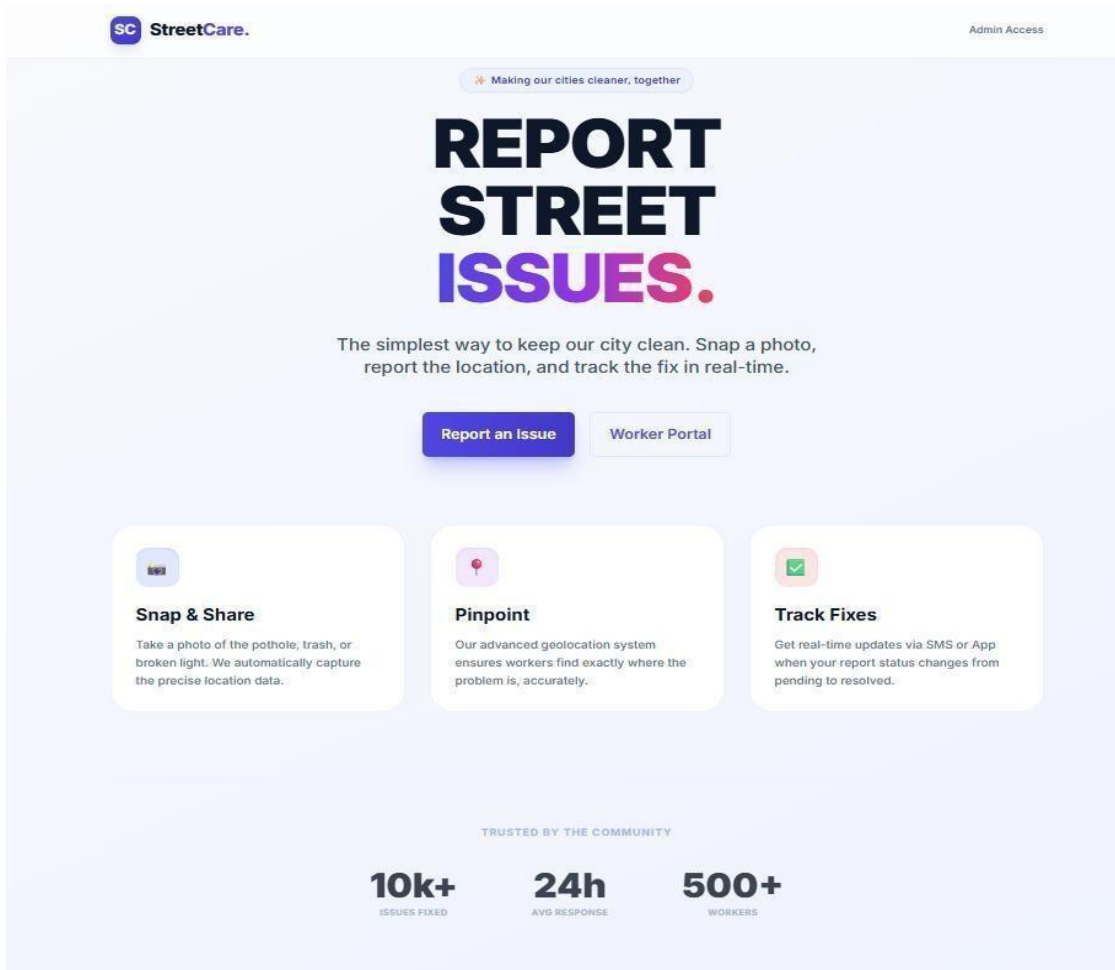 SC StreetCare.
Admin Access
Making our cities cleaner, together
REPORT
STREET
ISSUES.
The simplest way to keep our city clean. Snap a photo,
report the location, and track the fix in real-time.
Report an Issue
Worker Portal
Snap & Share
Take a photo of the pothole, trash, or
broken light. We automatically capture
the precise location data.
Pinpoint
Our advanced geolocation system
ensures workers find exactly where the
problem is, accurately.
Track Fixes
Get real-time updates via SMS or App
when your report status changes from
pending to resolved.
TRUSTED BY THE COMMUNITY
10k+
ISSUES FIXED
24h
AVG RESPONSE
500+
WORKERS